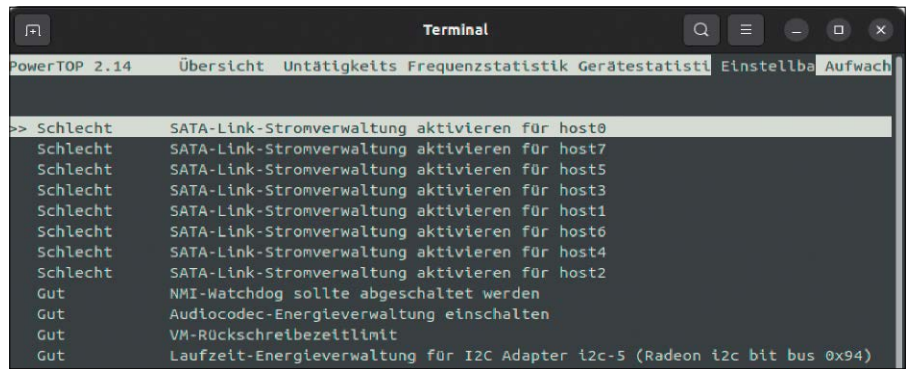 Terminal
PowerTOP 2.14 Übersicht Untätigkeits Frequenzstatistik Gerätestatisti Einstellba Aufwach
>> Schlecht SATA-Link-Stromverwaltung aktivieren für host0
Schlecht SATA-Link-Stromverwaltung aktivieren für host7
Schlecht SATA-Link-Stromverwaltung aktivieren für host5
Schlecht SATA-Link-Stromverwaltung aktivieren für host3
Schlecht SATA-Link-Stromverwaltung aktivieren für host1
Schlecht SATA-Link-Stromverwaltung aktivieren für host6
Schlecht SATA-Link-Stromverwaltung aktivieren für host4
Schlecht SATA-Link-Stromverwaltung aktivieren für host2
Gut NMI-Watchdog sollte abgeschaltet werden
Gut Audiocodec-Energieverwaltung einschalten
Gut VM-Rückschreibezeitlimit
Gut Laufzeit-Energieverwaltung für I2C Adapter i2c-5 (Radeon i2c bit bus 0x94)